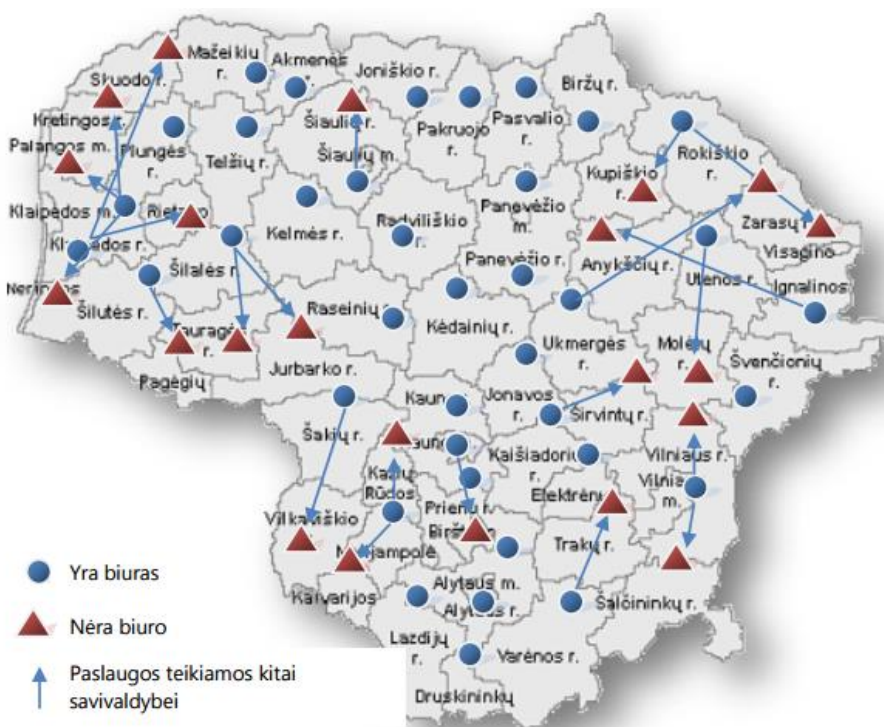 Mažeikių
r.
Akmenės
Joniškio r.
Skuodo r.
Biržų r.
Kretingos r.
Šiaulių r.
Pakruojo
r.
Pasvalio
r.
Palangos m.
Plungės
r.
Telšių r.
Šiaulių m.
Rokiškio
r.
Kupiškio
r.
Klaipėdos m.
Kelmės r.
Radviliškio
r.
Panevėžio
m.
Zarasų r.
Visagino
Klaipėdos r.
Šilalės r.
Panevėžio r.
Anykščių r.
Utenos r.
Ignalinos
Neringos
Šilutės r.
Raseinių r.
Kėdainių r.
Tauragės
r.
Ukmergės
r.
Molėtų
r.
Švenčionių
r.
Pagėgių
Jurbarko r.
Jonavos
r.
Širvintų r.
Šakių r.
Kaišiadorių
r.
Vilniaus r.
Kazlų
Rūdos
Elektrėnų
Vilniaus
m.
Vilkaviškio
Prienų r.
Trakų r.
Kalvarijos
Alytaus m.
Alytaus r.
Šalčininkų r.
Lazdijų
r.
Varėnos r.
Druskininkų
Yra biuras
Nėra biuro
Paslaugos teikiamos kitai
savivaldybei